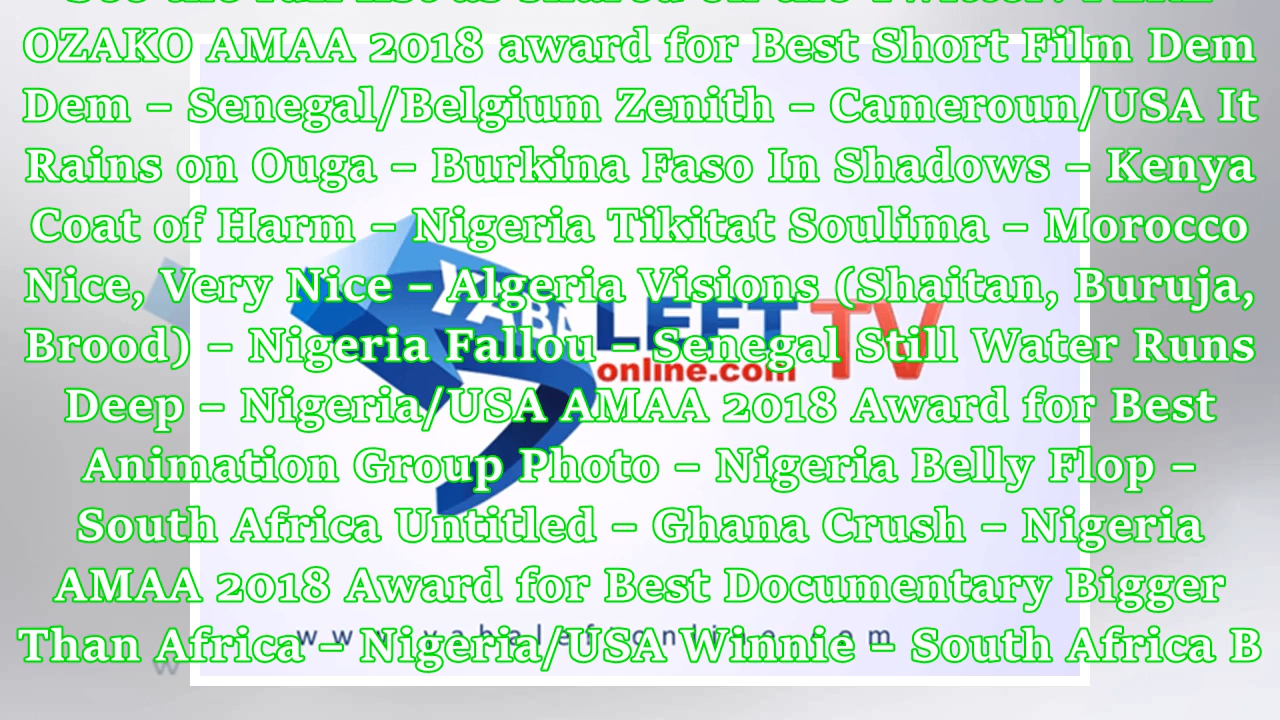 OZAKO AMAA 2018 award for Best Short Film Dem
Dem – Senegal/Belgium Zenith – Cameroun/USA It
Rains on Ouga – Burkina Faso In Shadows – Kenya
Coat of Harm – Nigeria Tikitat Soulima – Morocco
Nice, Very Nice – Algeria Visions (Shaitan, Buruja,
Brood) – Nigeria Fallou – Senegal Still Water Runs
Deep – Nigeria/USA AMAA 2018 Award for Best
Animation Group Photo – Nigeria Belly Flop –
South Africa Untitled – Ghana Crush – Nigeria
AMAA 2018 Award for Best Documentary Bigger
Than Africa – Nigeria/USA Winnie – South Africa B
YABALEFT TV
online.com